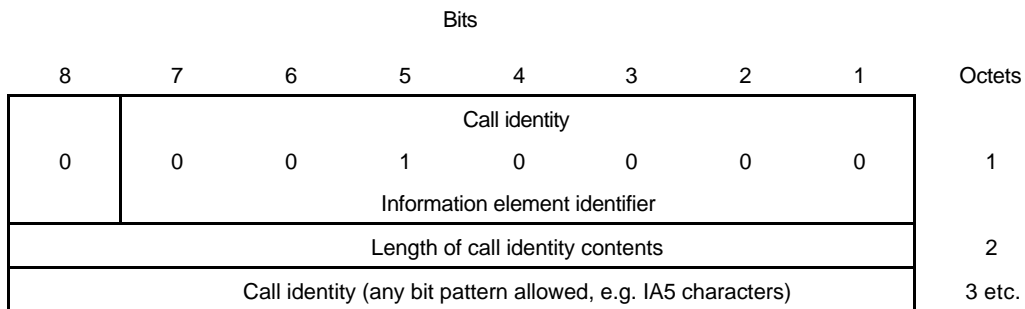 Bits
8 7 6 5 4 3 2 1 Octets
Call identity
0 0 0 1 0 0 0 0 1
Information element identifier
Length of call identity contents 2
Call identity (any bit pattern allowed, e.g. IA5 characters) 3 etc.